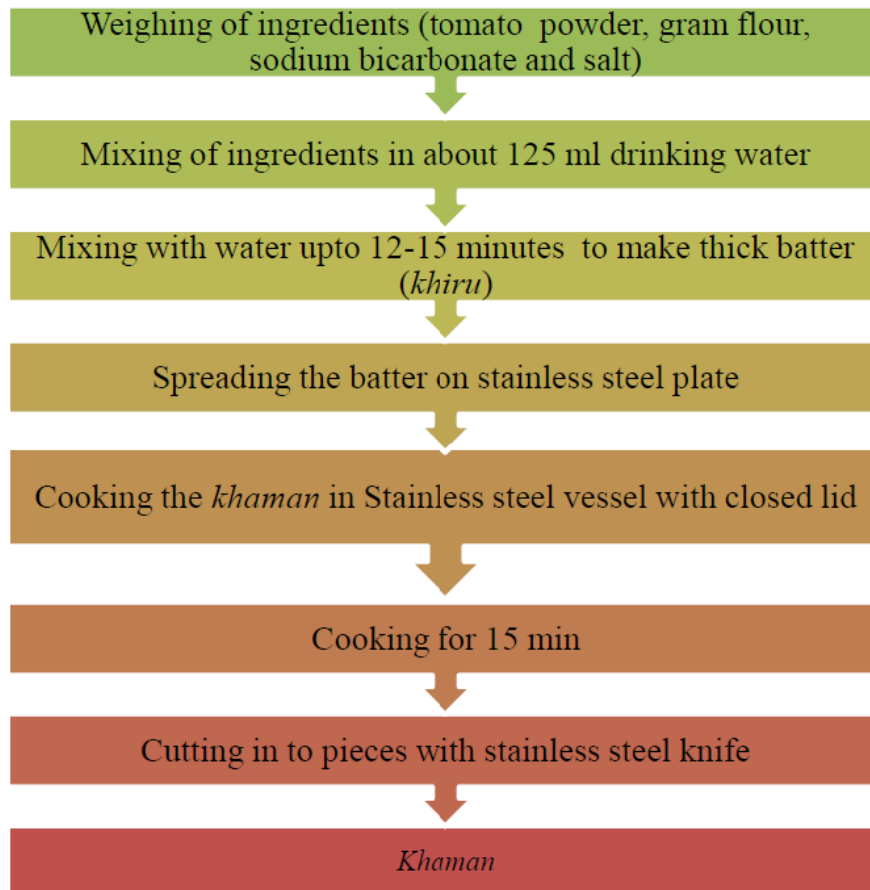 Weighing of ingredients (tomato powder, gram flour,
sodium bicarbonate and salt)
Mixing of ingredients in about 125 ml drinking water
Mixing with water upto 12-15 minutes to make thick batter
(khiru)
Spreading the batter on stainless steel plate
Cooking the khaman in Stainless steel vessel with closed lid
Cooking for 15 min
Cutting in to pieces with stainless steel knife
Khaman